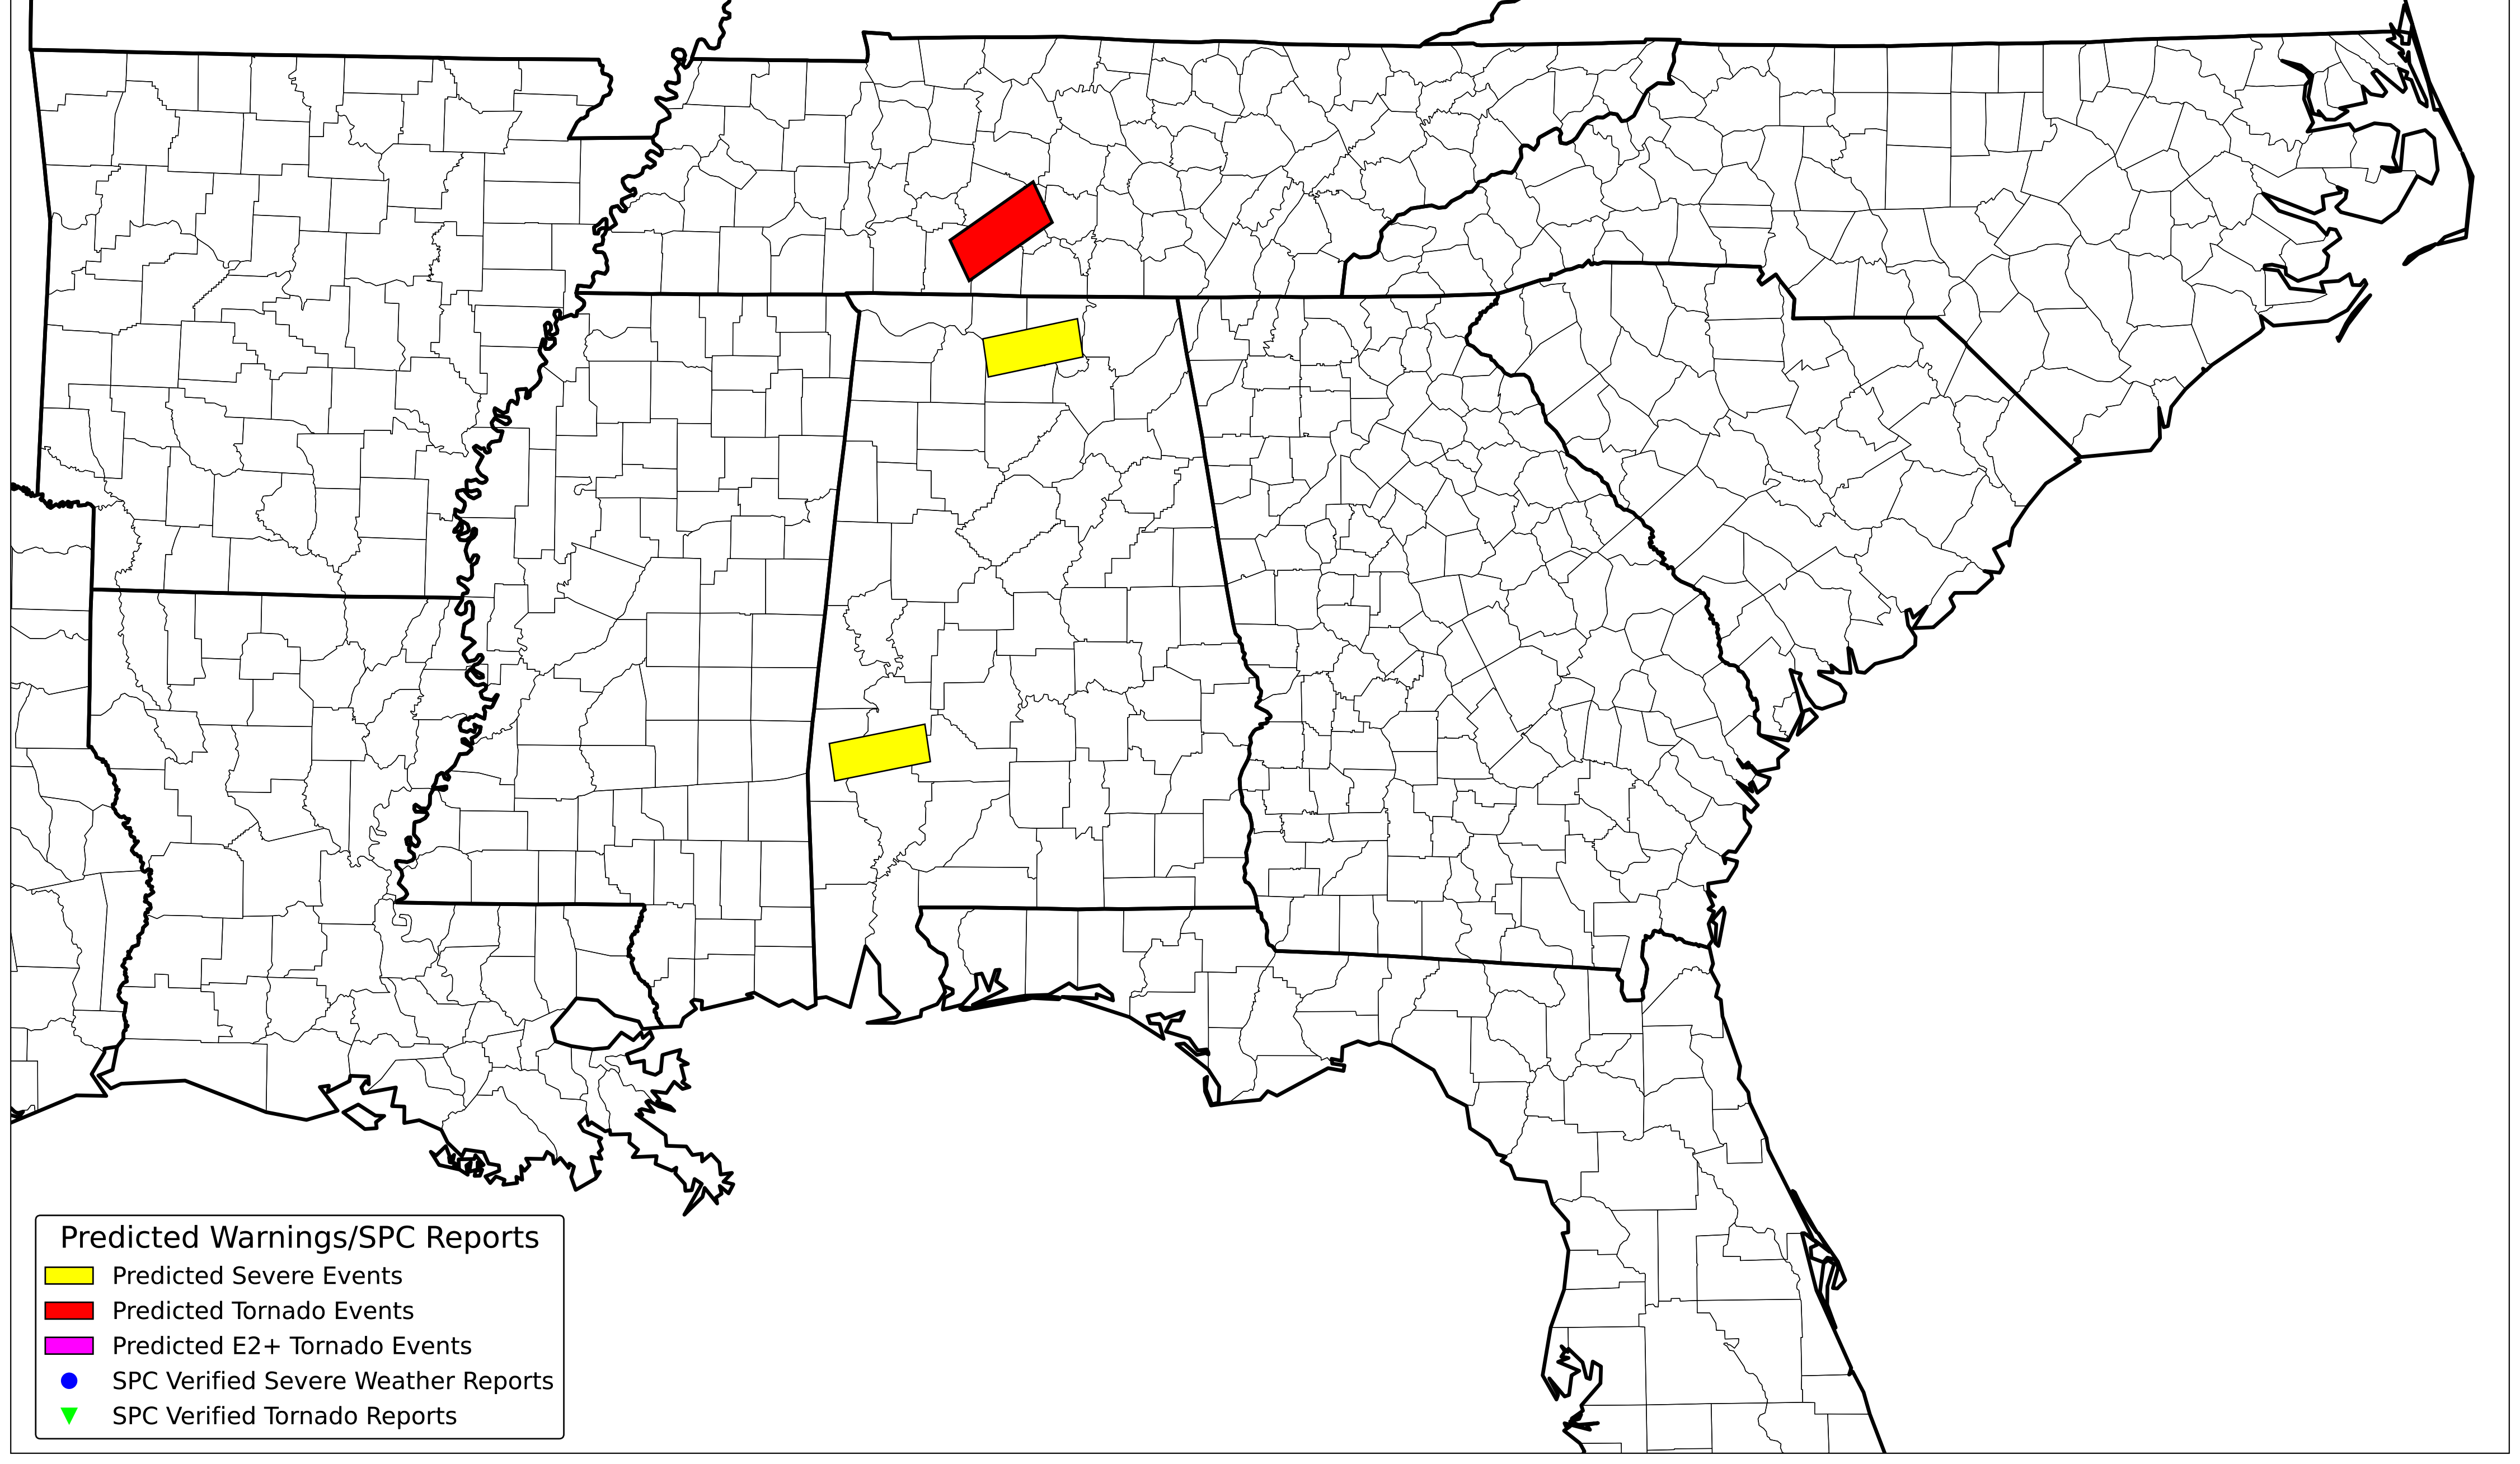 Predicted Warnings/SPC Reports
Predicted Severe Events
Predicted Tornado Events
Predicted E2+ Tornado Events
SPC Verified Severe Weather Reports
SPC Verified Tornado Reports